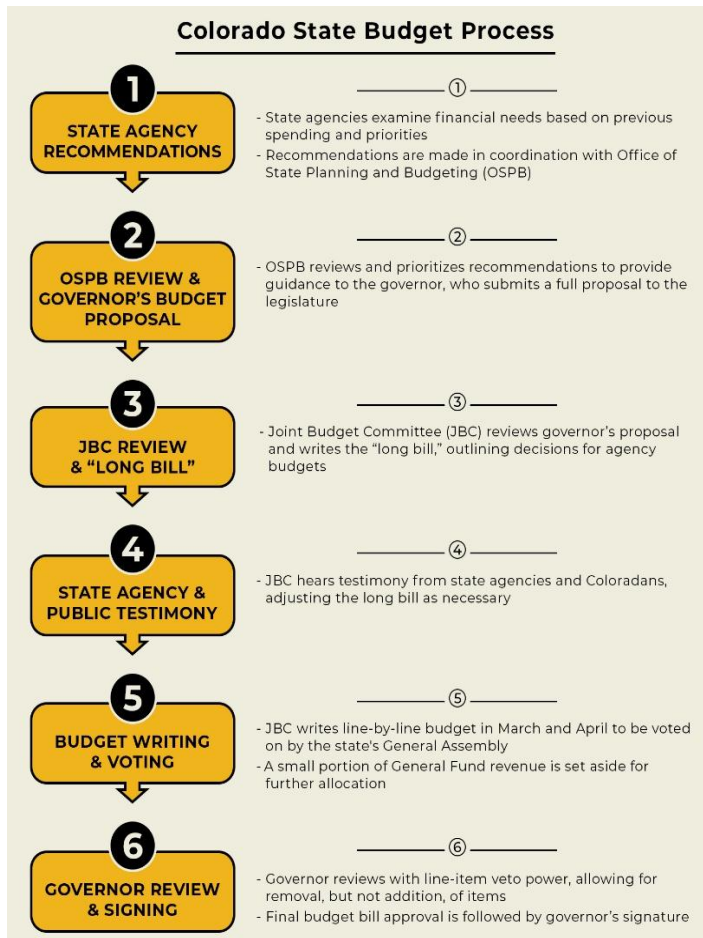 Colorado State Budget Process
1
STATE AGENCY
RECOMMENDATIONS
①
- State agencies examine financial needs based on previous
spending and priorities
- Recommendations are made in coordination with Office of
State Planning and Budgeting (OSPB)
2
OSPB REVIEW &
GOVERNOR'S BUDGET
PROPOSAL
②
- OSPB reviews and prioritizes recommendations to provide
guidance to the governor, who submits a full proposal to the
legislature
3
JBC REVIEW
& “LONG BILL”
③
- Joint Budget Committee (JBC) reviews governor’s proposal
and writes the “long bill,” outlining decisions for agency
budgets
4
STATE AGENCY &
PUBLIC TESTIMONY
④
- JBC hears testimony from state agencies and Coloradans,
adjusting the long bill as necessary
5
BUDGET WRITING
& VOTING
⑤
- JBC writes line-by-line budget in March and April to be voted
on by the state's General Assembly
- A small portion of General Fund revenue is set aside for
further allocation
6
GOVERNOR REVIEW
& SIGNING
⑥
- Governor reviews with line-item veto power, allowing for
removal, but not addition, of items
- Final budget bill approval is followed by governor’s signature